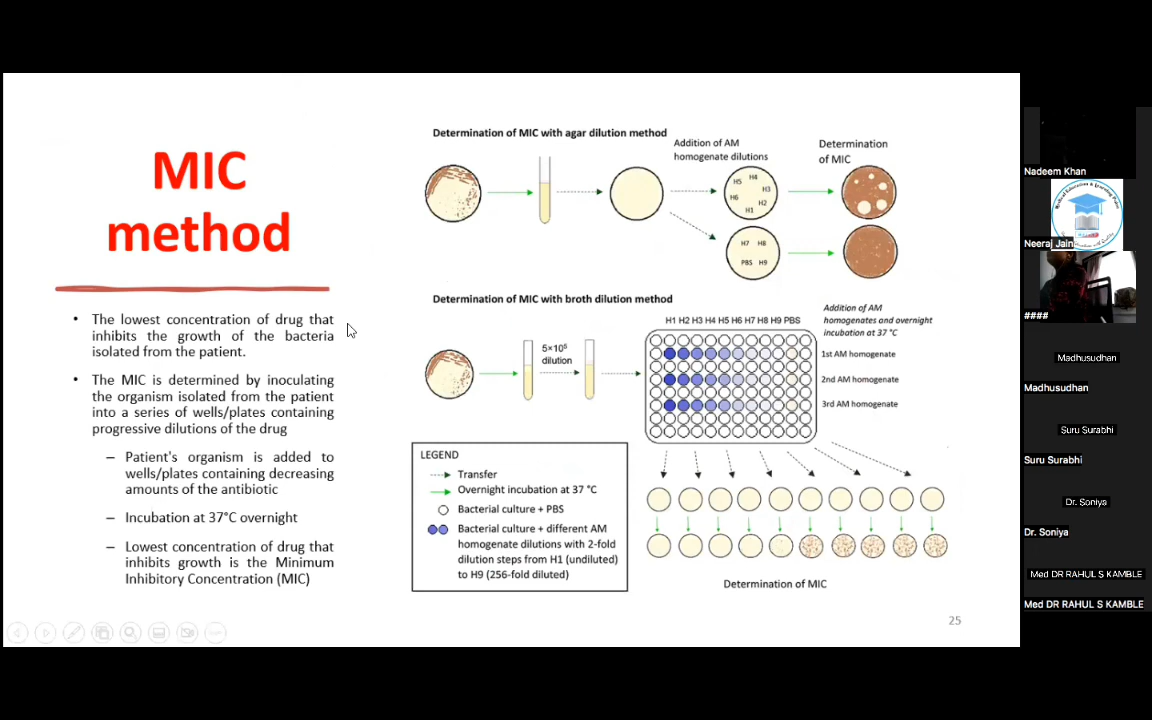 MIC
method
• The lowest concentration of drug that
inhibits the growth of the bacteria
isolated from the patient.
• The MIC is determined by inoculating
the organism isolated from the patient
into a series of wells/plates containing
progressive dilutions of the drug
– Patient's organism is added to
wells/plates containing decreasing
amounts of the antibiotic
– Incubation at 37°C overnight
– Lowest concentration of drug that
inhibits growth is the Minimum
Inhibitory Concentration (MIC)
Determination of MIC with agar dilution method
Addition of AM
homogenate dilutions
Determination
of MIC
H5 H4
H3
H6
H2
H1
H7 H8
PBS H9
Determination of MIC with broth dilution method
5×10⁵
dilution
H1 H2 H3 H4 H5 H6 H7 H8 H9 PBS
Addition of AM
homogenates and overnight
incubation at 37 °C
1st AM homogenate
2nd AM homogenate
3rd AM homogenate
LEGEND
Transfer
Overnight incubation at 37 °C
Bacterial culture + PBS
Bacterial culture + different AM
homogenate dilutions with 2-fold
dilution steps from H1 (undiluted)
to H9 (256-fold diluted)
Determination of MIC
25
Nadeem Khan
Neeraj Jain
####
Madhusudhan
Madhusudhan
Suru Surabhi
Suru Surabhi
Dr. Soniya
Dr. Soniya
Med DR RAHUL S KAMBLE
Med DR RAHUL S KAMBLE